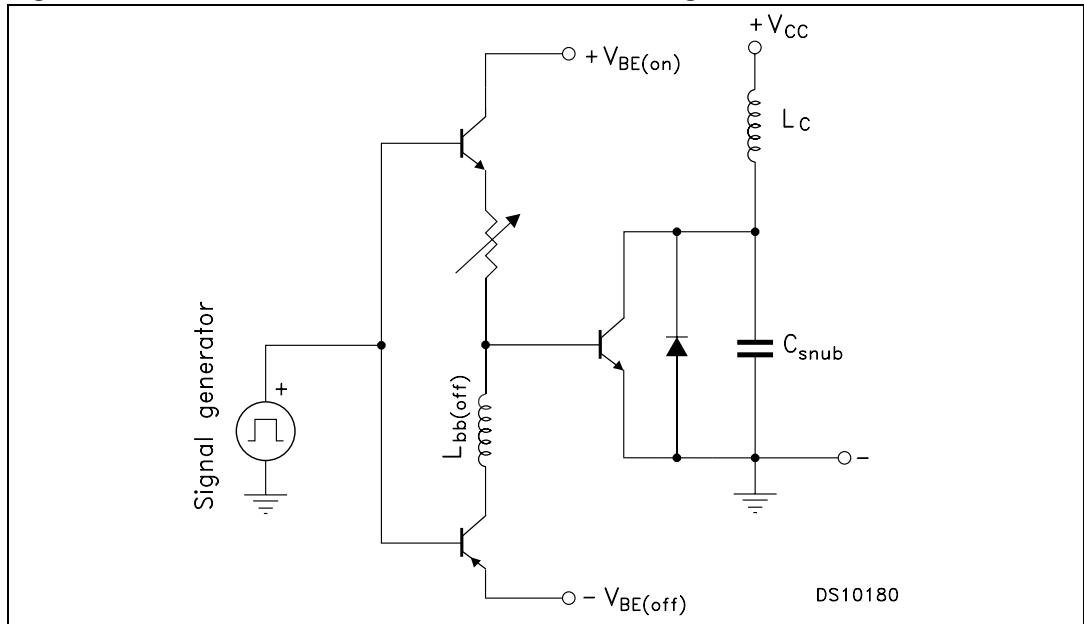 +VCC
+VBE(on)
LC
Signal generator
+
Lbb(off)
Csnub
-
- VBE(off)
DS10180